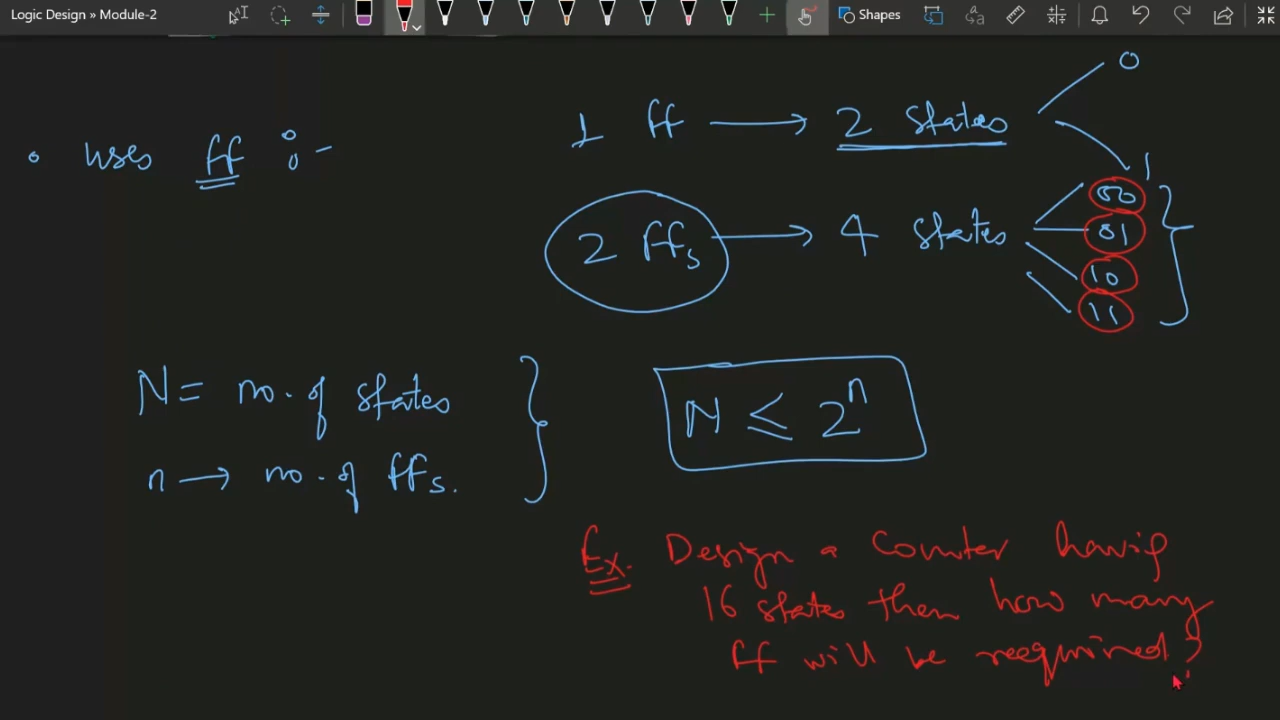 Logic Design » Module-2
Shapes
• uses ff :-
1 ff → 2 states
0
1
2 ffs → 4 states
00
01
10
11
N = no. of states
n → no. of ffs.
N ≤ 2^n
Ex. Design a counter having
16 states then how many
ff will be reequired?